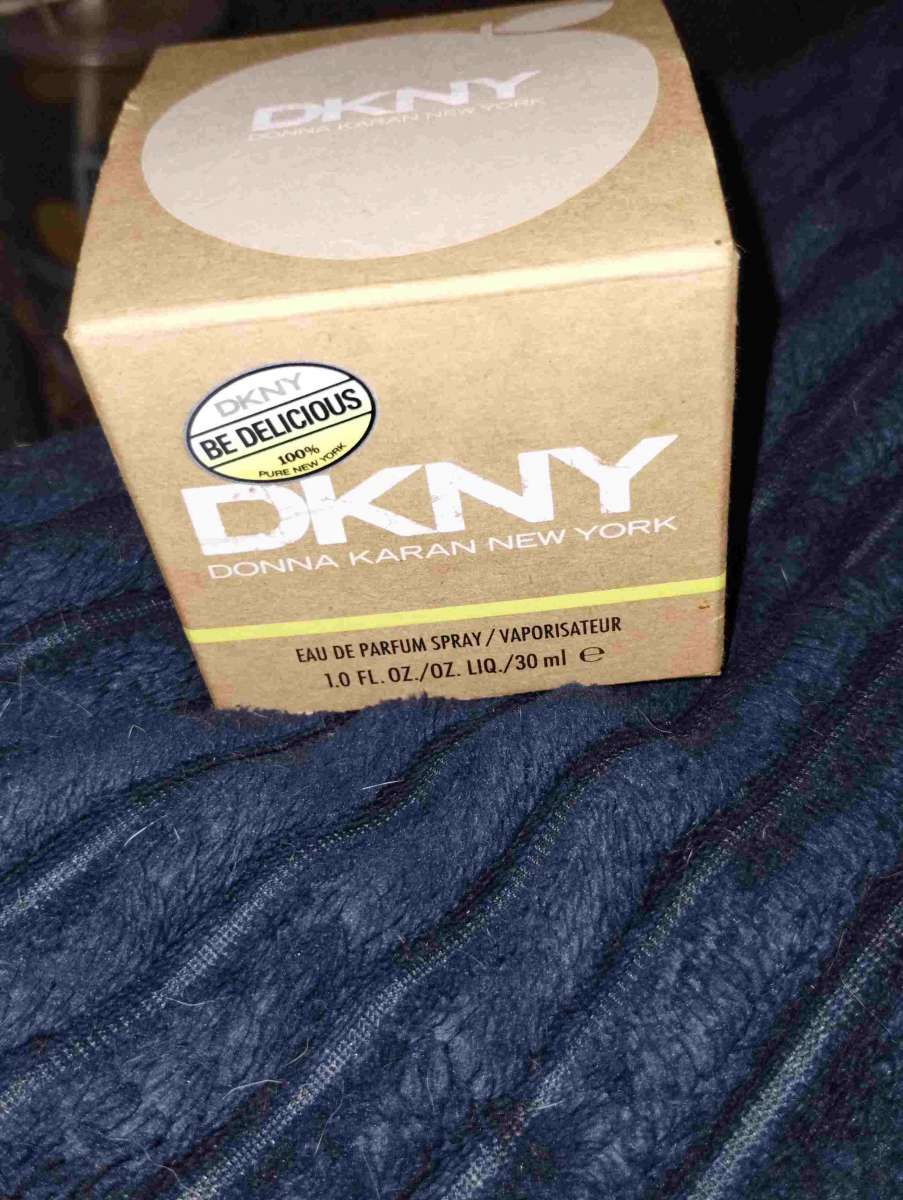 DKNY
DONNA KARAN NEW YORK
DKNY
BE DELICIOUS
100%
PURE NEW YORK
DKNY
DONNA KARAN NEW YORK
EAU DE PARFUM SPRAY / VAPORISATEUR
1.0 FL. OZ./OZ. LIQ./30 ml ℮